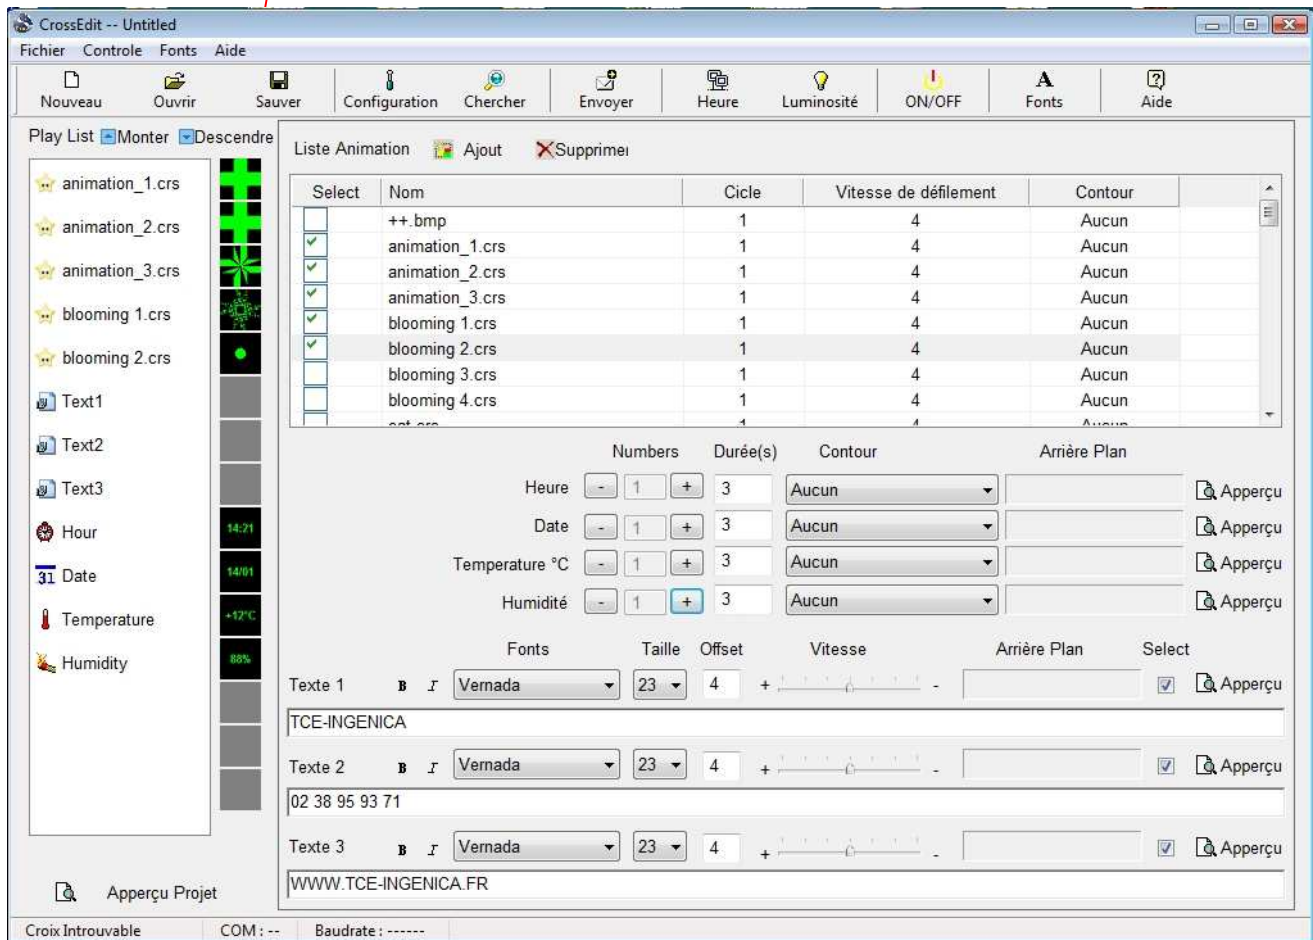 CrossEdit -- Untitled
Fichier Controle Fonts Aide
Nouveau Ouvrir Sauver Configuration Chercher Envoyer Heure Luminosité ON/OFF Fonts Aide
Play List Monter Descendre
animation_1.crs
animation_2.crs
animation_3.crs
blooming 1.crs
blooming 2.crs
Text1
Text2
Text3
Hour 14:21
31 Date 14/01
Temperature +12°C
Humidity 88%
Apperçu Projet
Liste Animation Ajout Supprimer
Select Nom Cicle Vitesse de défilement Contour
++.bmp 1 4 Aucun
animation_1.crs 1 4 Aucun
animation_2.crs 1 4 Aucun
animation_3.crs 1 4 Aucun
blooming 1.crs 1 4 Aucun
blooming 2.crs 1 4 Aucun
blooming 3.crs 1 4 Aucun
blooming 4.crs 1 4 Aucun
Numbers Durée(s) Contour Arrière Plan
Heure - 1 + 3 Aucun Apperçu
Date - 1 + 3 Aucun Apperçu
Temperature °C - 1 + 3 Aucun Apperçu
Humidité - 1 + 3 Aucun Apperçu
Fonts Taille Offset Vitesse Arrière Plan Select
Texte 1 B I Vernada 23 4 + - Apperçu
TCE-INGENICA
Texte 2 B I Vernada 23 4 + - Apperçu
02 38 95 93 71
Texte 3 B I Vernada 23 4 + - Apperçu
WWW.TCE-INGENICA.FR
Croix Introuvable COM : -- Baudrate : ------